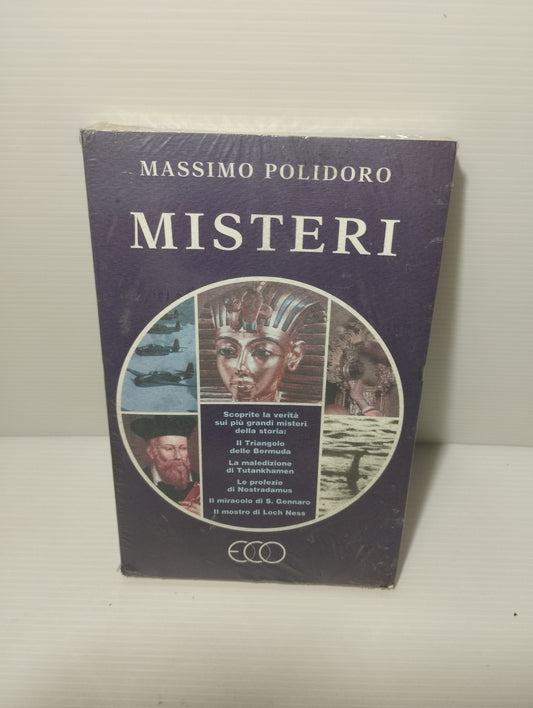 MASSIMO POLIDORO
MISTERI
Scoprite la verità
sui più grandi misteri
della storia:
Il Triangolo
delle Bermuda
La maledizione
di Tutankhamen
Le profezie
di Nostradamus
Il miracolo di S. Gennaro
Il mostro di Loch Ness
ECO